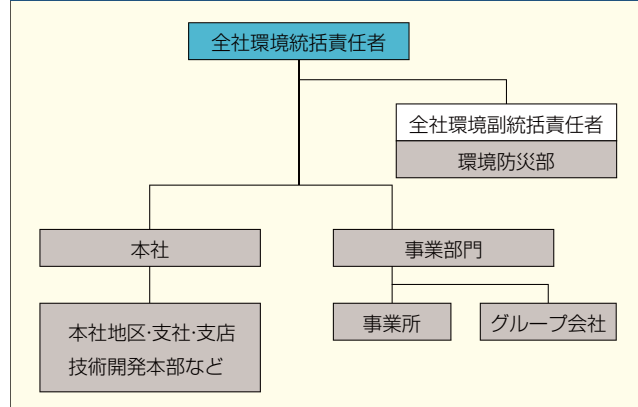 全社環境統括責任者
全社環境副統括責任者
環境防災部
本社
事業部門
本社地区・支社・支店
技術開発本部など
事業所
グループ会社